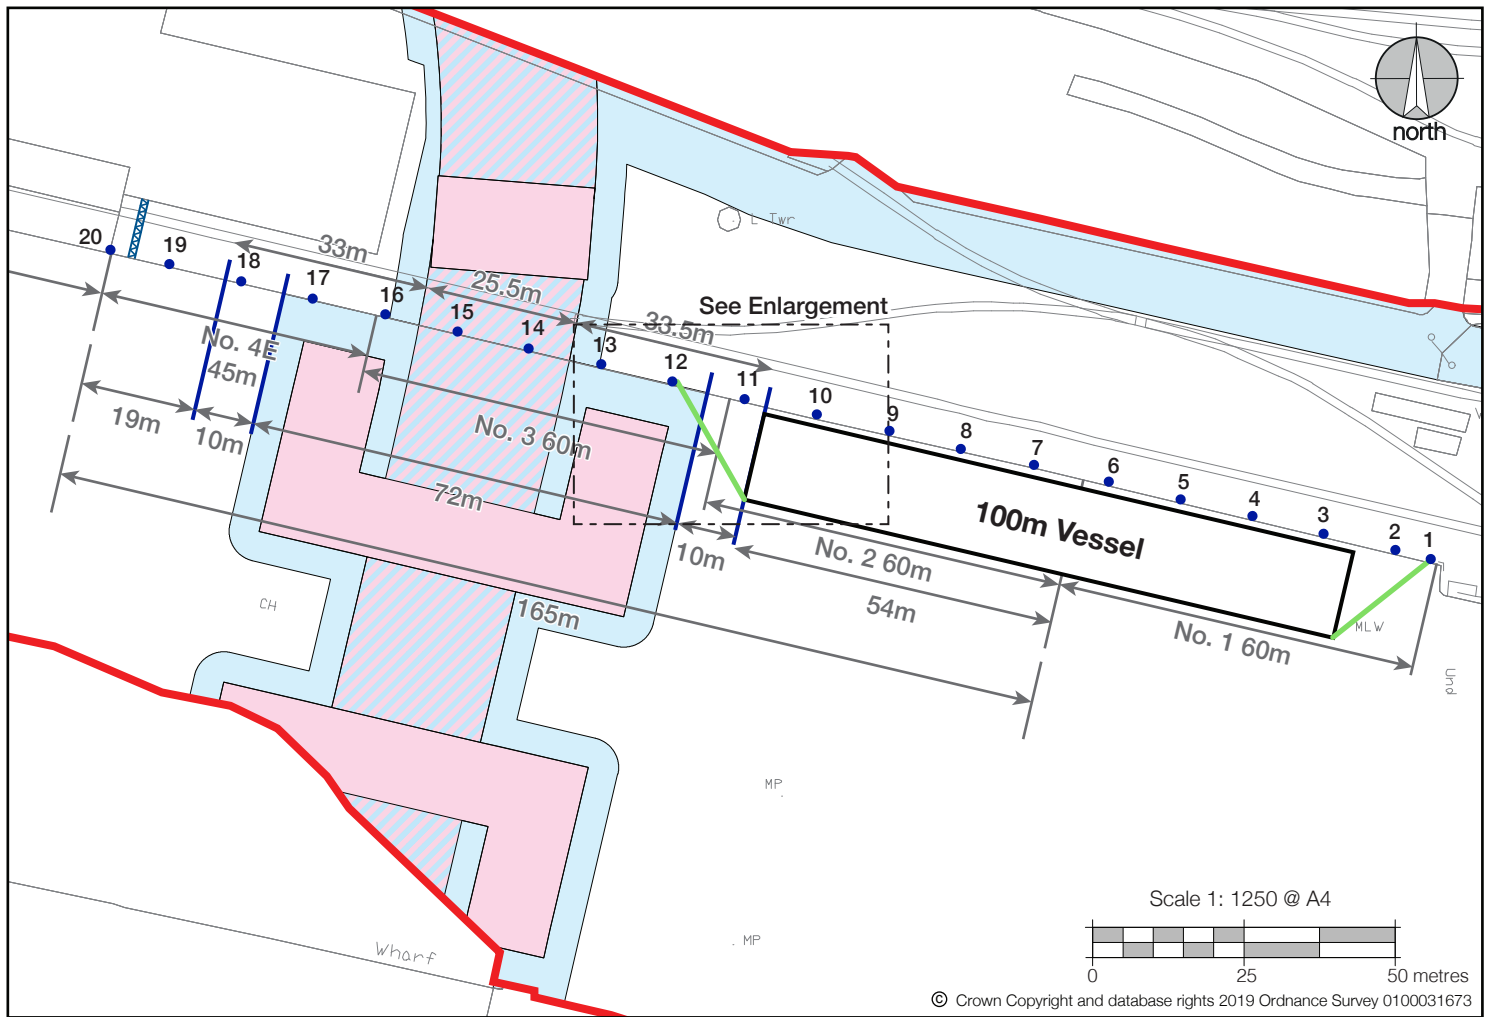 north
L Twr
20
19
18
33m
17
25.5m
See Enlargement
16
15
33.5m
14
13
No. 4E
45m
12
11
10
19m
10m
9
No. 3 60m
8
7
6
72m
5
4
100m Vessel
3
2
1
10m
No. 2 60m
CH
165m
54m
No. 1 60m
MLW
Und
MP
MP
Wharf
Scale 1: 1250 @ A4
0
25
50 metres
© Crown Copyright and database rights 2019 Ordnance Survey 0100031673